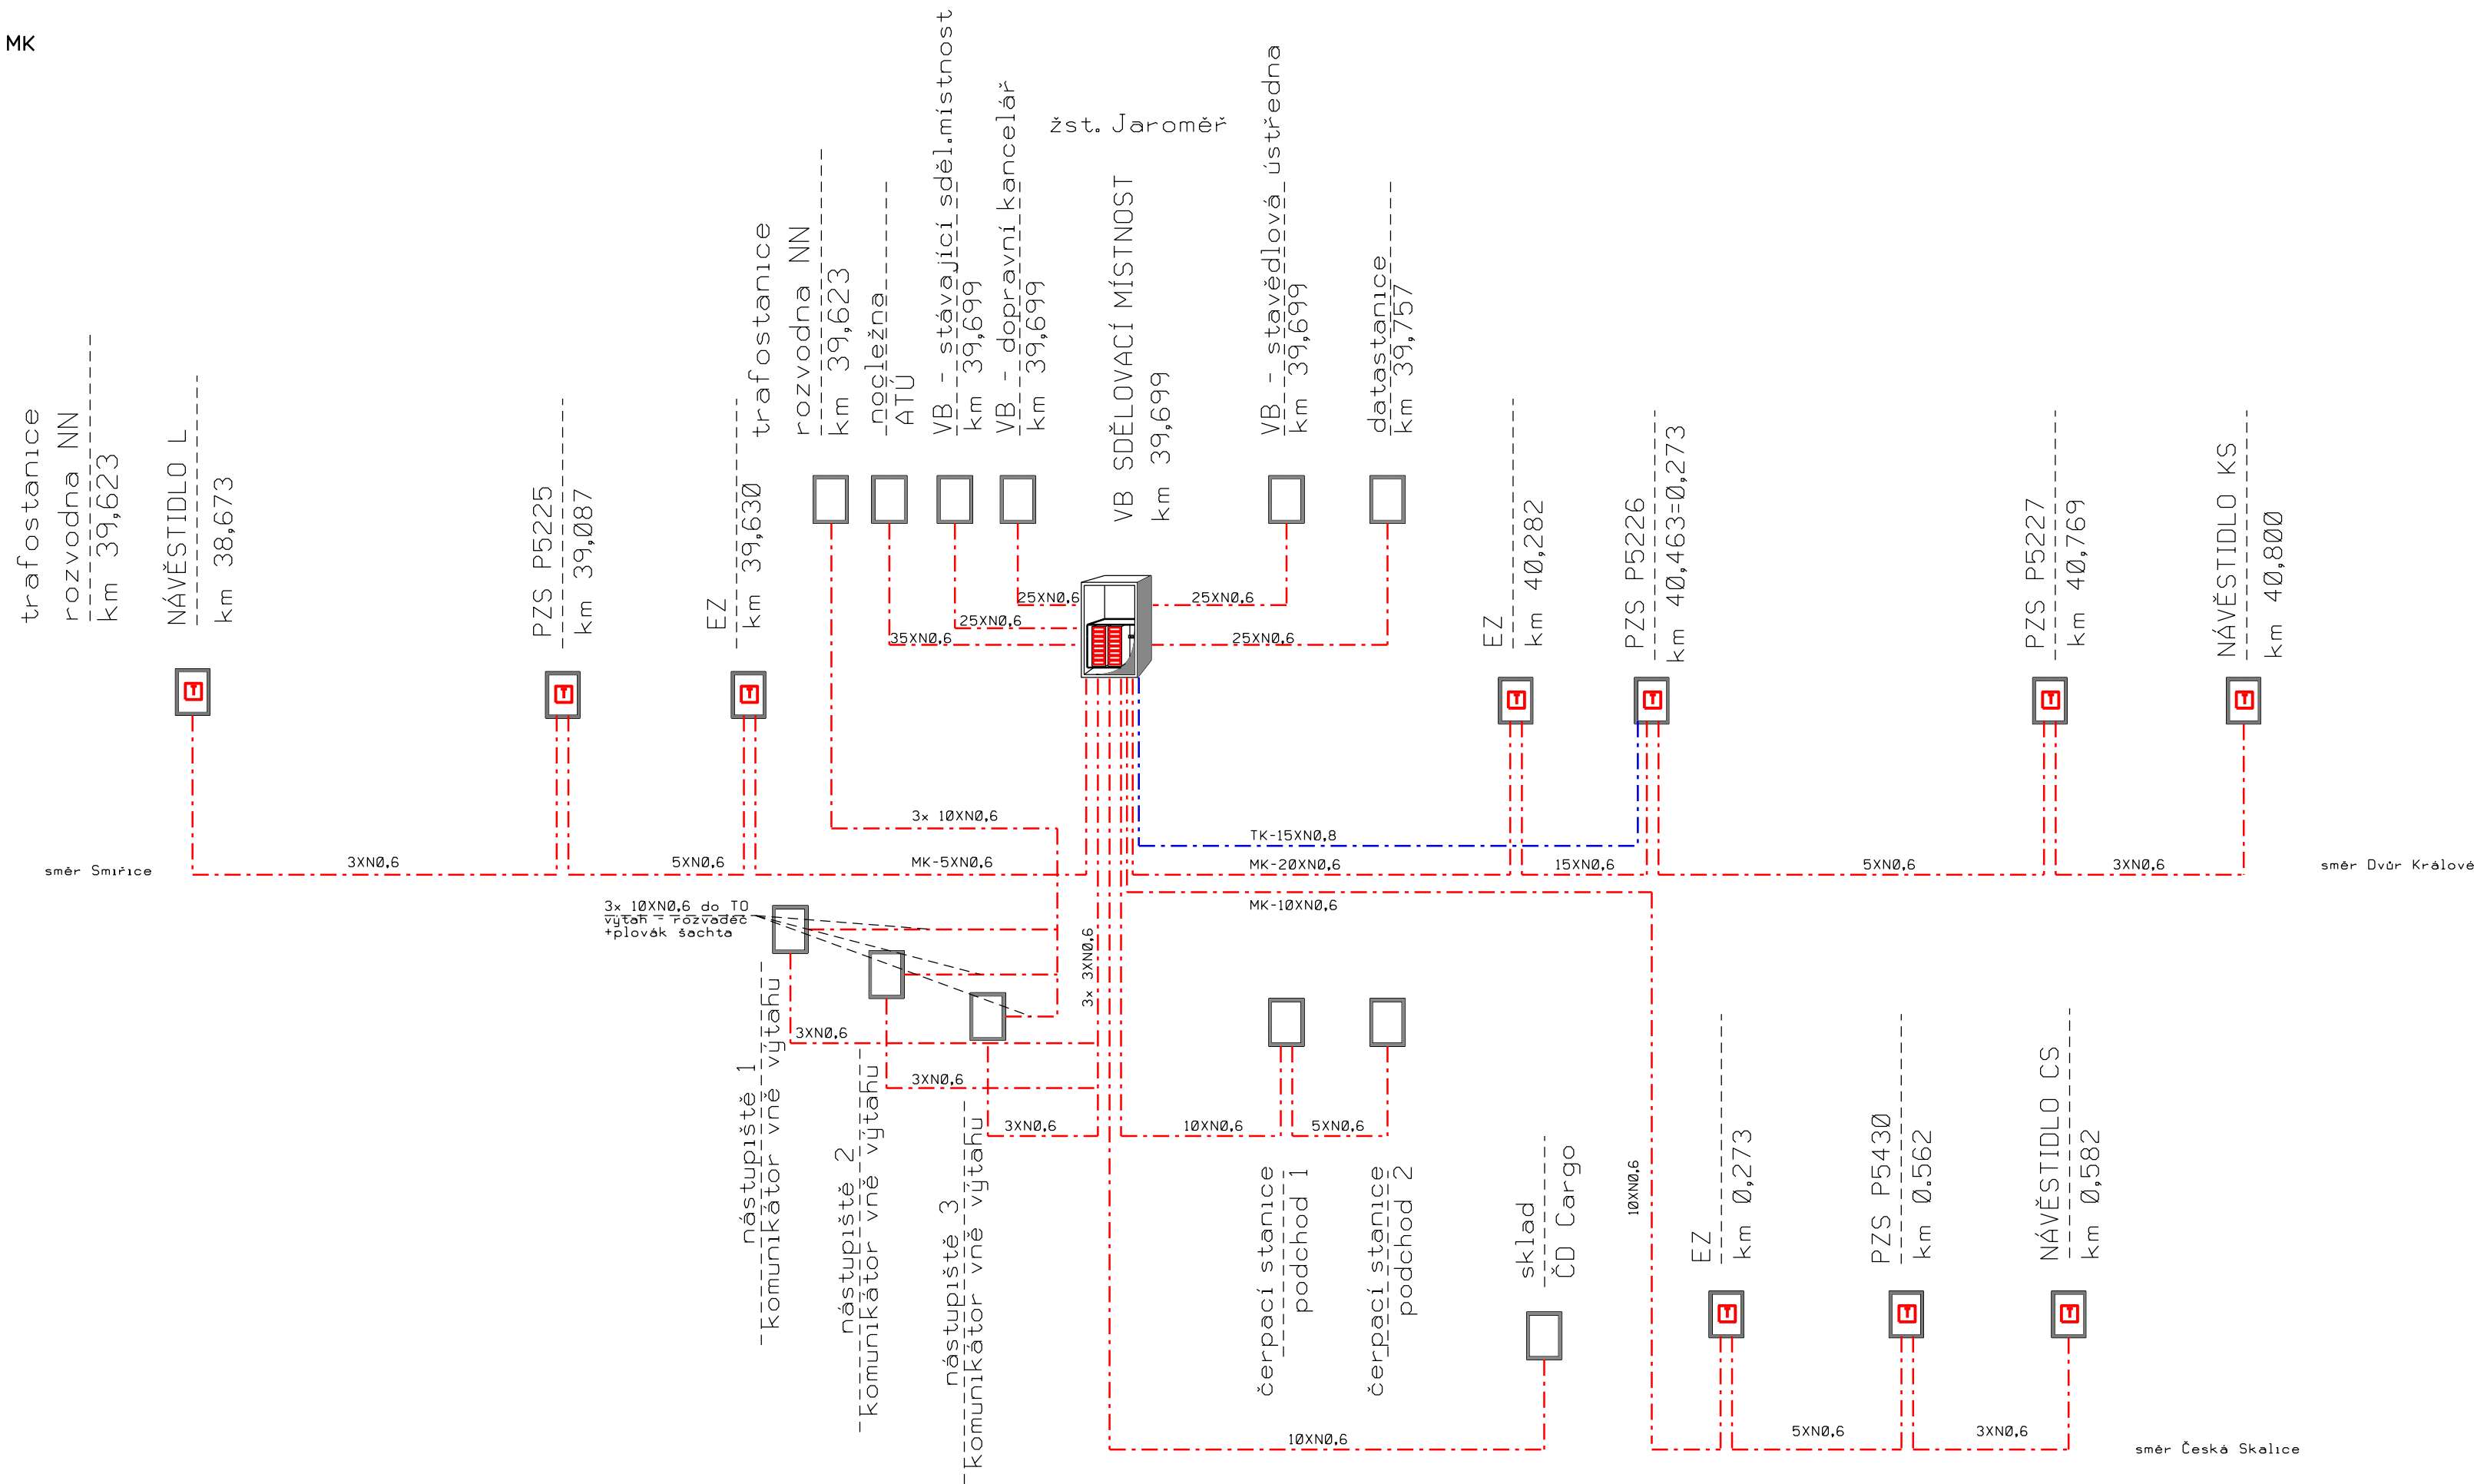 MK
žst. Jaroměř
trafostanice
rozvodna NN
km 39,623
NÁVĚSTIDLO L
km 38,673
PZS P5225
km 39,087
EZ
km 39,630
trafostanice
rozvodna NN
km 39,623
nocležna
ATÚ
VB - stávající sděl.místnost
km 39,699
VB - dopravní kancelář
km 39,699
VB SDĚLOVACÍ MÍSTNOST
km 39,699
VB - stavědlová ústředna
km 39,699
datastanice
km 39,757
EZ
km 40,282
PZS P5226
km 40,463=0,273
PZS P5227
km 40,769
NÁVĚSTIDLO KS
km 40,800
25XN0,6
25XN0,6
25XN0,6
35XN0,6
25XN0,6
3x 10XN0,6
TK-15XN0,8
směr Smiřice
3XN0,6
5XN0,6
MK-5XN0,6
MK-20XN0,6
15XN0,6
5XN0,6
3XN0,6
směr Dvůr Králové
MK-10XN0,6
3x 10XN0,6 do TO
výtah - rozvaděč
+plovák šachta
3x 3XN0,6
3XN0,6
3XN0,6
3XN0,6
10XN0,6
5XN0,6
nástupiště 1
komunikátor vně výtahu
nástupiště 2
komunikátor vně výtahu
nástupiště 3
komunikátor vně výtahu
čerpací stanice
podchod 1
čerpací stanice
podchod 2
sklad
ČD Cargo
10XN0,6
EZ
km 0,273
PZS P5430
km 0.562
NÁVĚSTIDLO CS
km 0,582
10XN0,6
5XN0,6
3XN0,6
směr Česká Skalice